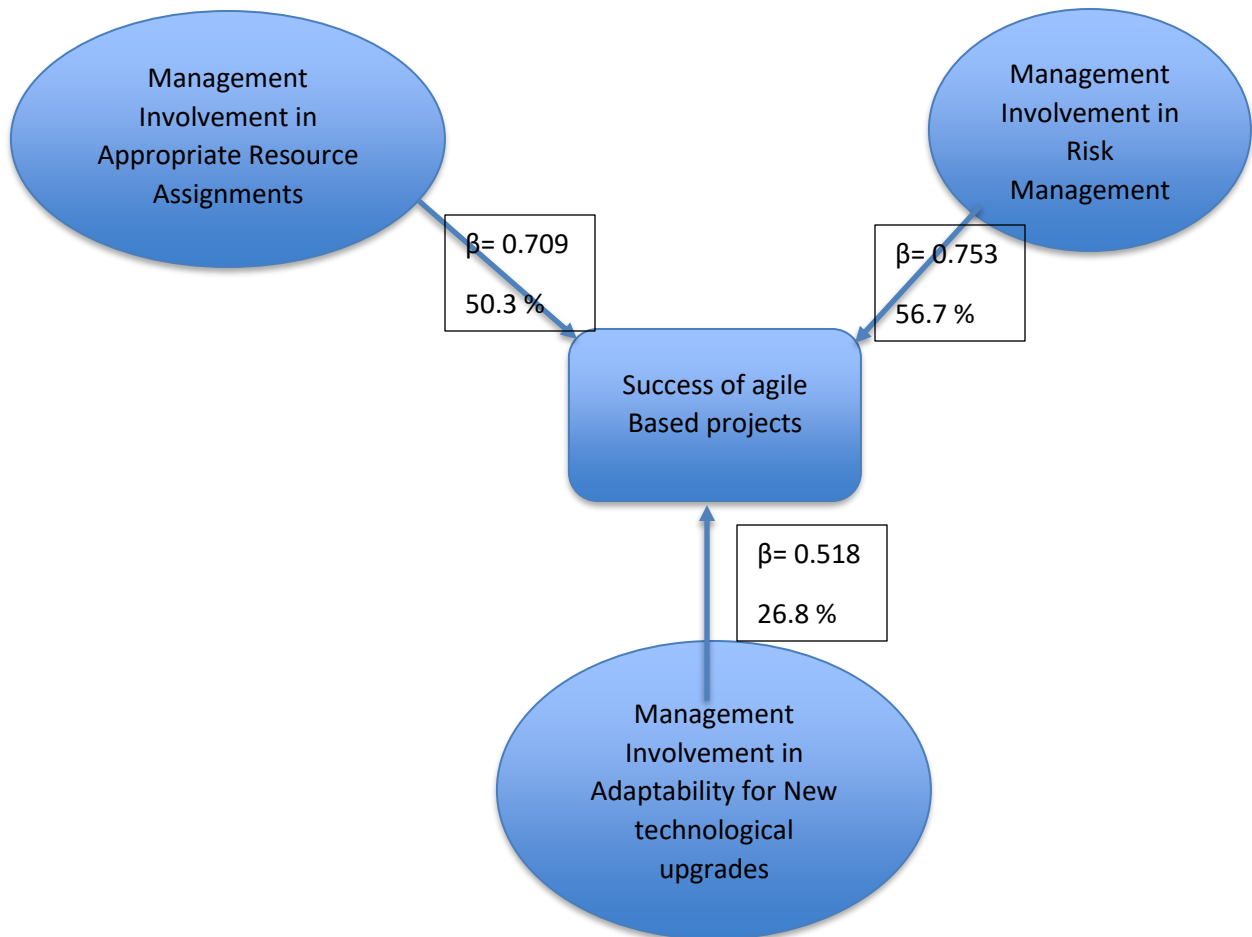 Management
Involvement in
Appropriate Resource
Assignments
Management
Involvement in
Risk
Management
β= 0.709
50.3 %
β= 0.753
56.7 %
Success of agile
Based projects
β= 0.518
26.8 %
Management
Involvement in
Adaptability for New
technological
upgrades